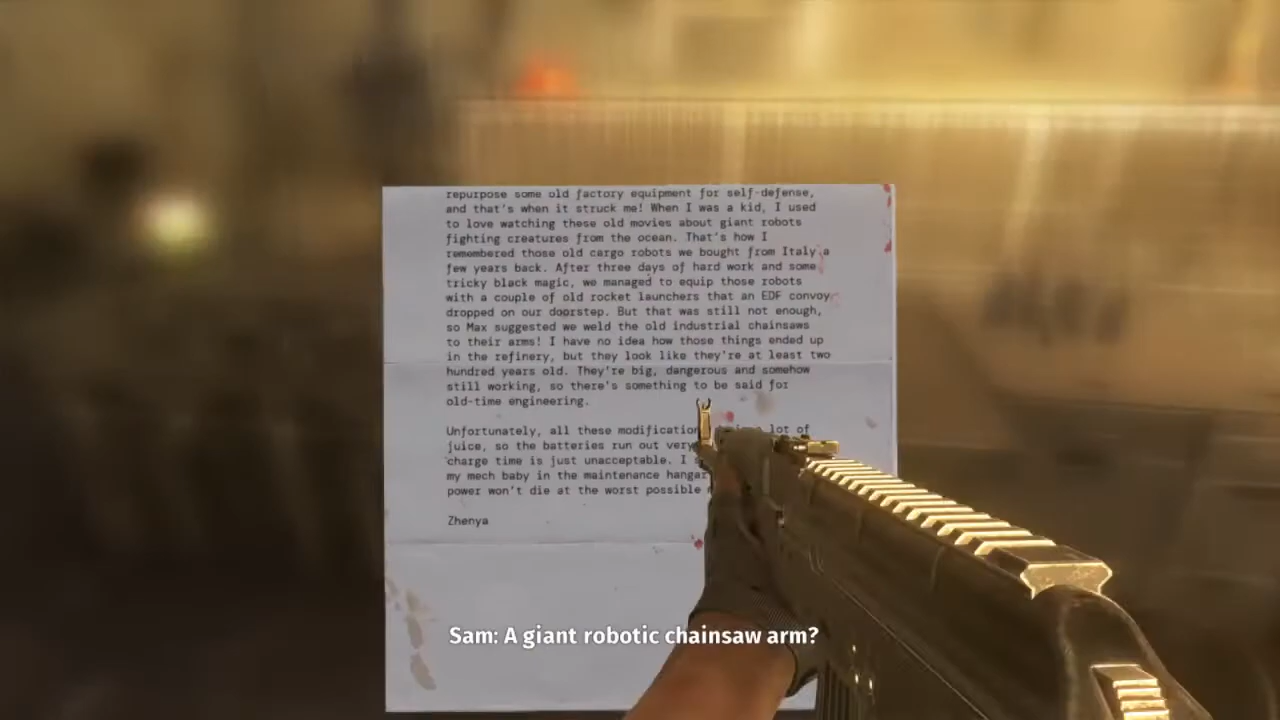 repurpose some old factory equipment for self-defense,
and that's when it struck me! When I was a kid, I used
to love watching these old movies about giant robots
fighting creatures from the ocean. That's how I
remembered those old cargo robots we bought from Italy a
few years back. After three days of hard work and some
tricky black magic, we managed to equip those robots
with a couple of old rocket launchers that an EDF convoy
dropped on our doorstep. But that was still not enough,
so Max suggested we weld the old industrial chainsaws
to their arms! I have no idea how those things ended up
in the refinery, but they look like they're at least two
hundred years old. They're big, dangerous and somehow
still working, so there's something to be said for
old-time engineering.
Unfortunately, all these modification lot of
juice, so the batteries run out very
charge time is just unacceptable. I
my mech baby in the maintenance hangar
power won't die at the worst possible
Zhenya
Sam: A giant robotic chainsaw arm?